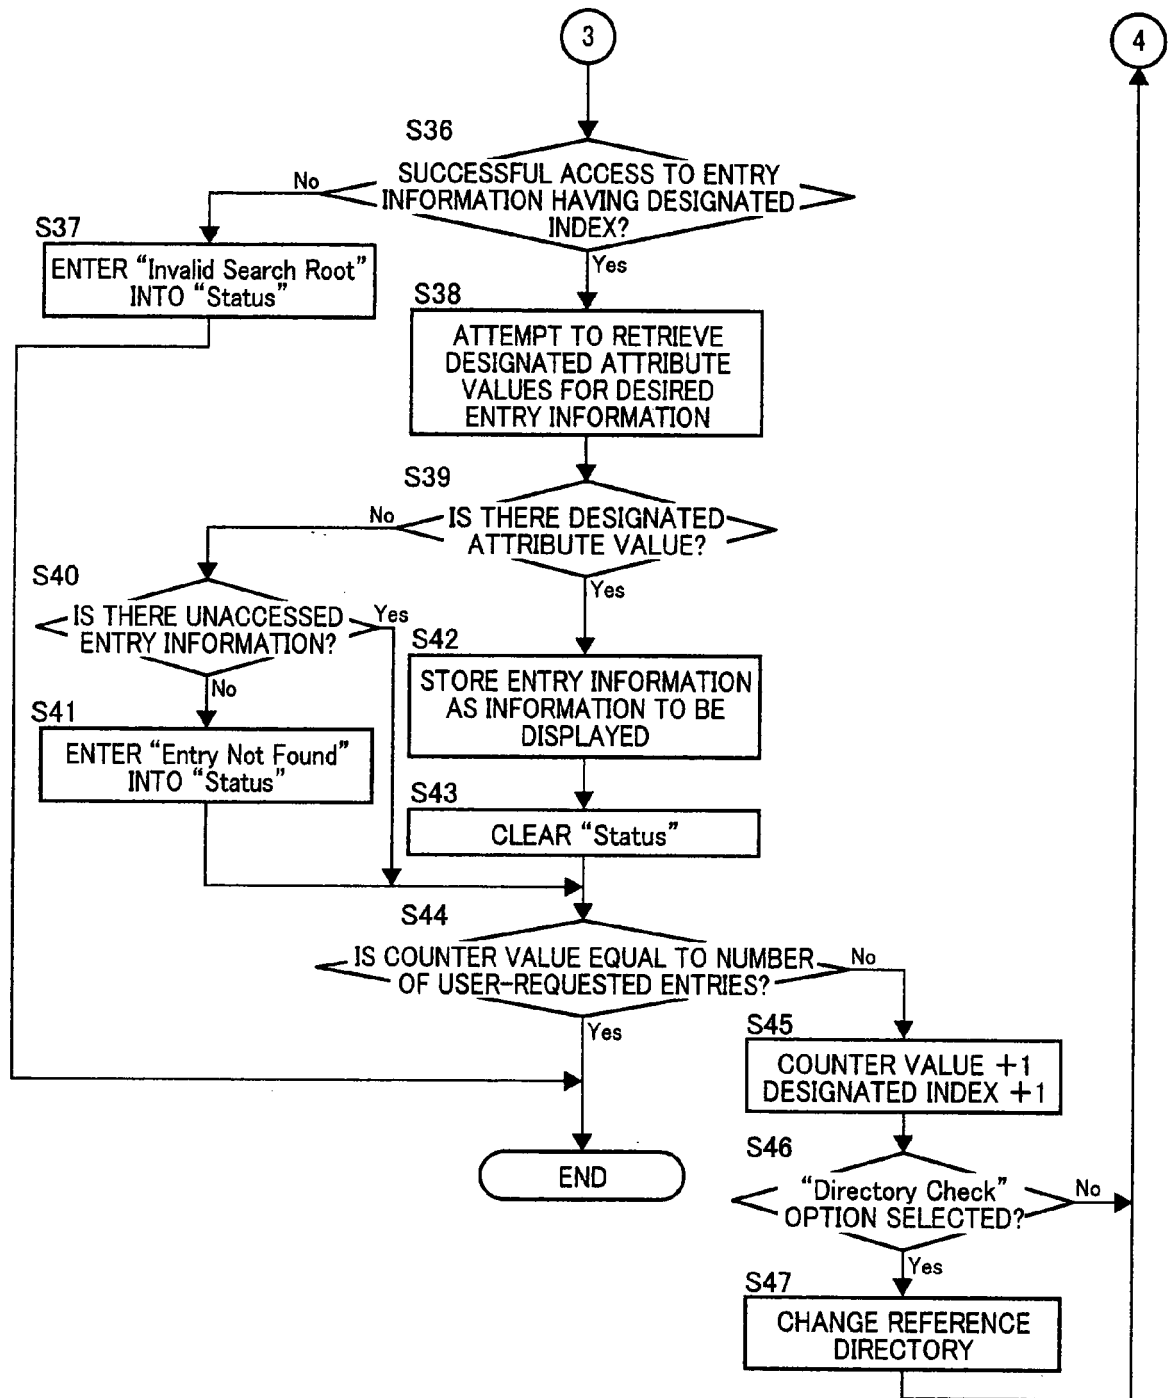 3
4
S36
SUCCESSFUL ACCESS TO ENTRY
INFORMATION HAVING DESIGNATED
INDEX?
No
Yes
S37
ENTER “Invalid Search Root”
INTO “Status”
S38
ATTEMPT TO RETRIEVE
DESIGNATED ATTRIBUTE
VALUES FOR DESIRED
ENTRY INFORMATION
S39
IS THERE DESIGNATED
ATTRIBUTE VALUE?
No
Yes
S40
IS THERE UNACCESSED
ENTRY INFORMATION?
Yes
No
S41
ENTER “Entry Not Found”
INTO “Status”
S42
STORE ENTRY INFORMATION
AS INFORMATION TO BE
DISPLAYED
S43
CLEAR “Status”
S44
IS COUNTER VALUE EQUAL TO NUMBER
OF USER-REQUESTED ENTRIES?
No
Yes
S45
COUNTER VALUE +1
DESIGNATED INDEX +1
END
S46
“Directory Check”
OPTION SELECTED?
No
Yes
S47
CHANGE REFERENCE
DIRECTORY